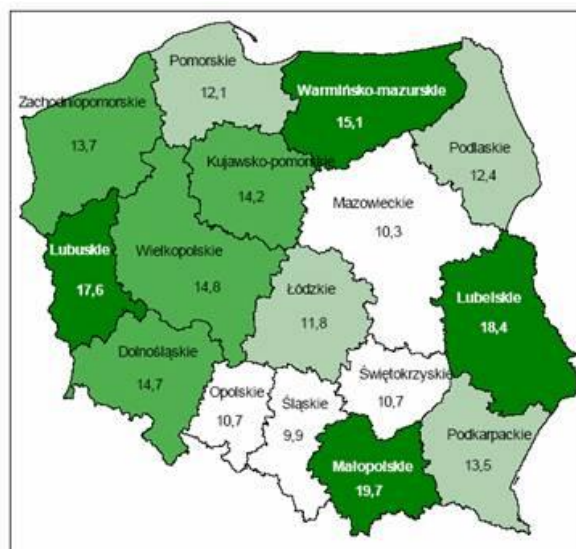 Pomorskie
12,1
Warmińsko-mazurskie
15,1
Zachodniopomorskie
13,7
Podlaskie
12,4
Kujawsko-pomorskie
14,2
Mazowieckie
10,3
Lubuskie
17,6
Wielkopolskie
14,8
Łódzkie
11,8
Lubelskie
18,4
Dolnośląskie
14,7
Opolskie
10,7
Śląskie
9,9
Świętokrzyskie
10,7
Małopolskie
19,7
Podkarpackie
13,5